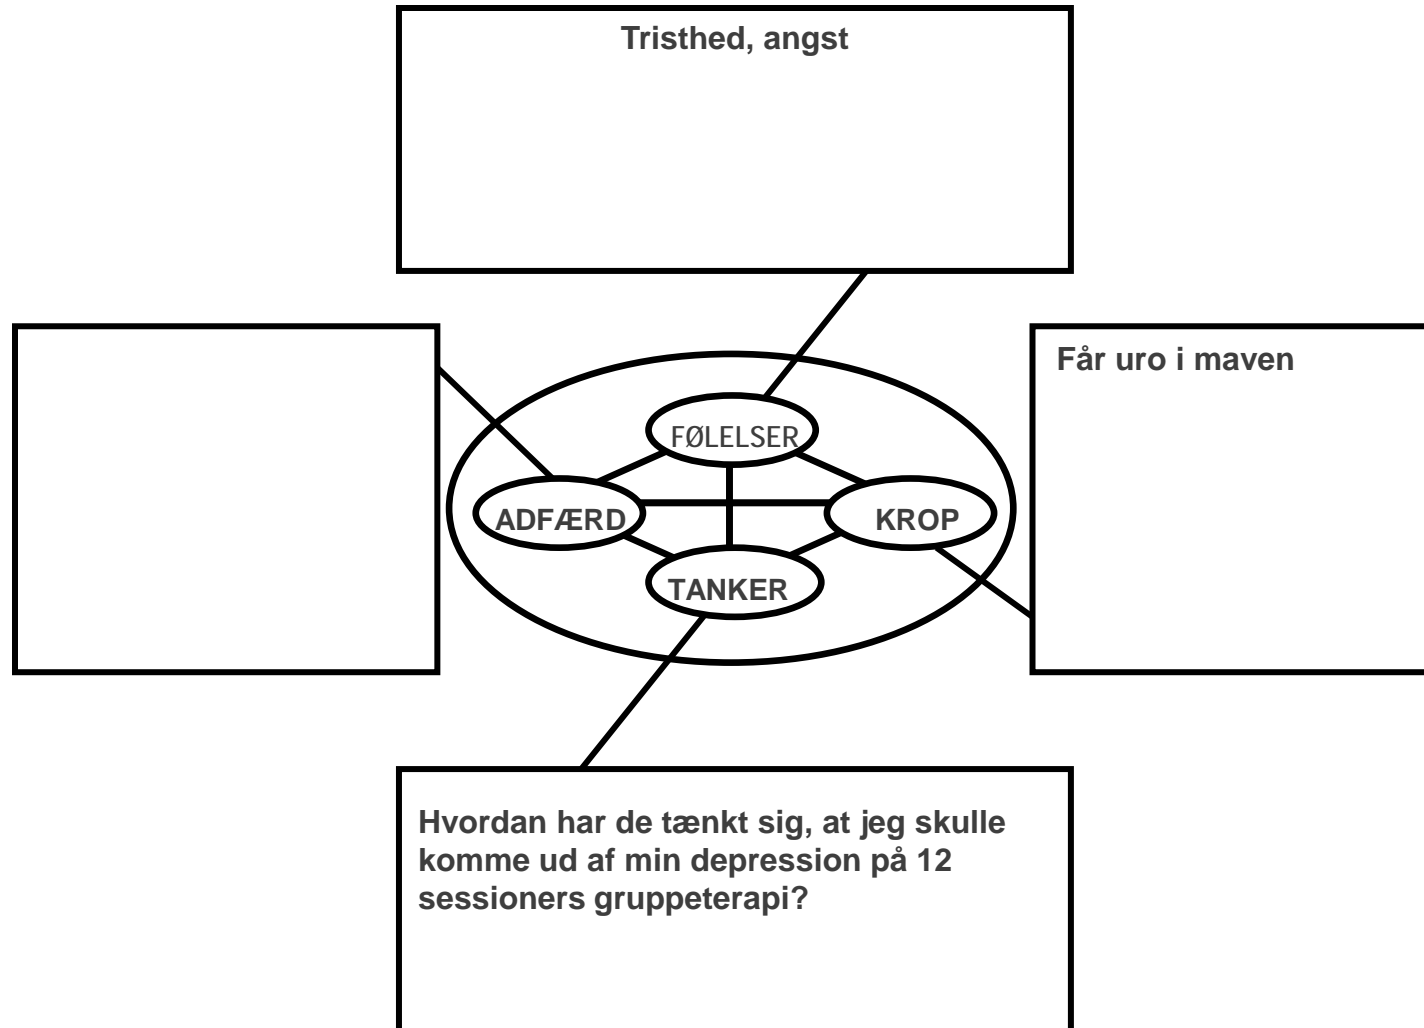 Tristhed, angst
Får uro i maven
FØLELSER
ADFÆRD
KROP
TANKER
Hvordan har de tænkt sig, at jeg skulle
komme ud af min depression på 12
sessioners gruppeterapi?